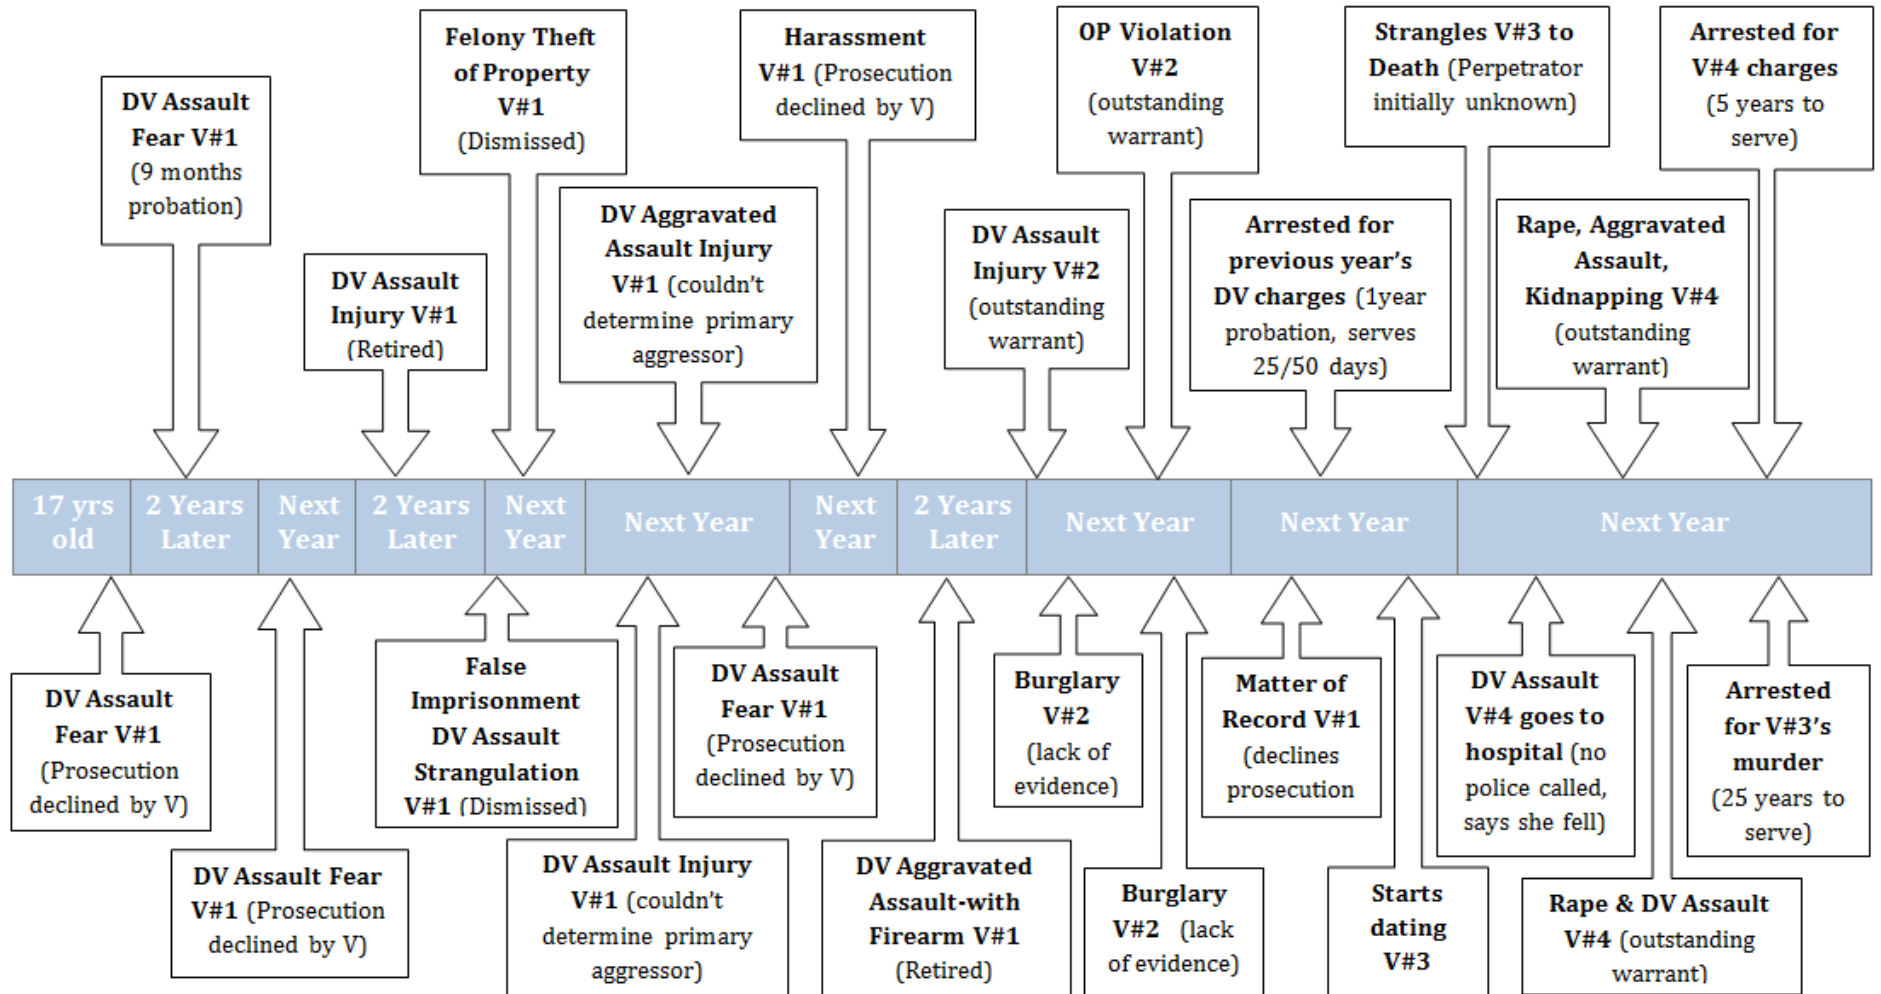 DV Assault
Fear V#1
(9 months
probation)
DV Assault
Injury V#1
(Retired)
Felony Theft
of Property
V#1
(Dismissed)
DV Aggravated
Assault Injury
V#1 (couldn't
determine primary
aggressor)
Harassment
V#1 (Prosecution
declined by V)
DV Assault
Injury V#2
(outstanding
warrant)
OP Violation
V#2
(outstanding
warrant)
Arrested for
previous year's
DV charges (1year
probation, serves
25/50 days)
Strangles V#3 to
Death (Perpetrator
initially unknown)
Rape, Aggravated
Assault,
Kidnapping V#4
(outstanding
warrant)
Arrested for
V#4 charges
(5 years to
serve)
17 yrs
old
2 Years
Later
Next
Year
2 Years
Later
Next
Year
Next Year
Next
Year
2 Years
Later
Next Year
Next Year
Next Year
DV Assault
Fear V#1
(Prosecution
declined by V)
DV Assault Fear
V#1 (Prosecution
declined by V)
False
Imprisonment
DV Assault
Strangulation
V#1 (Dismissed)
DV Assault Injury
V#1 (couldn't
determine primary
aggressor)
DV Assault
Fear V#1
(Prosecution
declined by V)
DV Aggravated
Assault-with
Firearm V#1
(Retired)
Burglary
V#2
(lack of
evidence)
Burglary
V#2 (lack
of evidence)
Matter of
Record V#1
(declines
prosecution
Starts
dating
V#3
DV Assault
V#4 goes to
hospital (no
police called,
says she fell)
Rape & DV Assault
V#4 (outstanding
warrant)
Arrested
for V#3's
murder
(25 years to
serve)